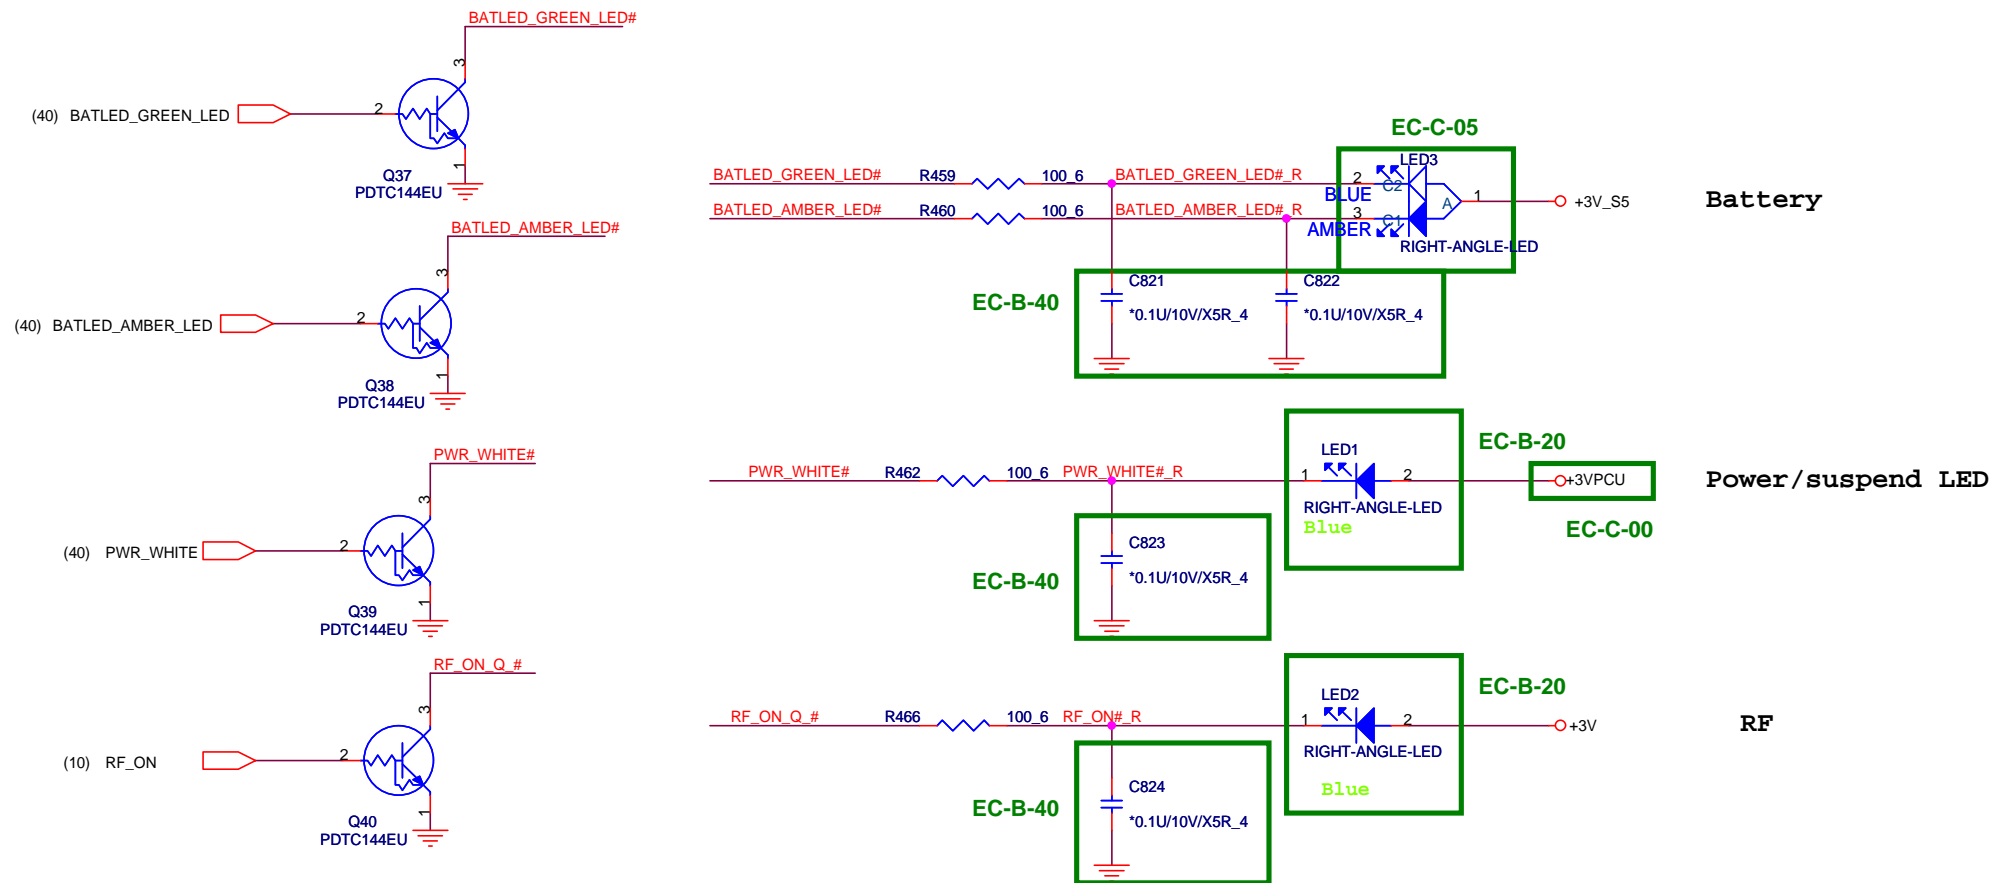 BATLED_GREEN_LED#
3
(40) BATLED_GREEN_LED
2
1
Q37
PDTC144EU
BATLED_AMBER_LED#
3
(40) BATLED_AMBER_LED
2
1
Q38
PDTC144EU
PWR_WHITE#
3
(40) PWR_WHITE
2
1
Q39
PDTC144EU
RF_ON_Q_#
3
(10) RF_ON
2
1
Q40
PDTC144EU
EC-C-05
LED3
BATLED_GREEN_LED# R459 100_6 BATLED_GREEN_LED#_R 2 C2
BLUE
A 1 +3V_S5
Battery
BATLED_AMBER_LED# R460 100_6 BATLED_AMBER_LED#_R 3 C1
AMBER
RIGHT-ANGLE-LED
EC-B-40
C821
*0.1U/10V/X5R_4
C822
*0.1U/10V/X5R_4
EC-B-20
LED1
PWR_WHITE# R462 100_6 PWR_WHITE#_R 1 2 +3VPCU
Power/suspend LED
RIGHT-ANGLE-LED
Blue
EC-C-00
C823
EC-B-40
*0.1U/10V/X5R_4
EC-B-20
LED2
RF_ON_Q_# R466 100_6 RF_ON#_R 1 2 +3V
RF
RIGHT-ANGLE-LED
Blue
C824
EC-B-40
*0.1U/10V/X5R_4